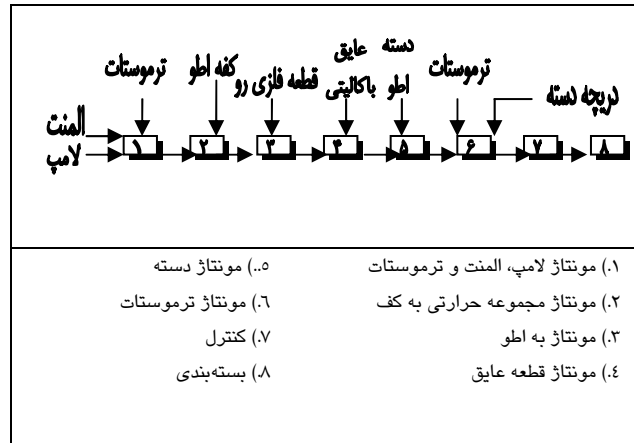 ترموستات کفه اطو قطعه فلزی رو عایق باکالیتی دسته اطو ترموستات دریچه دسته
المنت
لامپ
۱ ۲ ۳ ۴ ۵ ۶ ۷ ۸
۱.) مونتاژ لامپ، المنت و ترموستات
۲.) مونتاژ مجموعه حرارتی به کف
۳.) مونتاژ به اطو
٤.) مونتاژ قطعه عایق
۵..) مونتاژ دسته
٦.) مونتاژ ترموستات
۷.) کنترل
۸.) بسته‌بندی